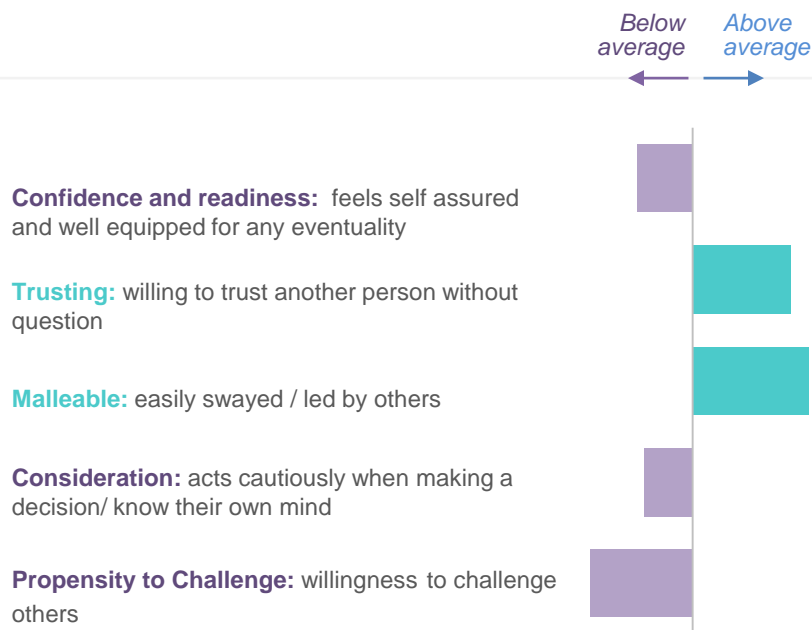 Below
average
Above
average
Confidence and readiness: feels self assured
and well equipped for any eventuality
Trusting: willing to trust another person without
question
Malleable: easily swayed / led by others
Consideration: acts cautiously when making a
decision/ know their own mind
Propensity to Challenge: willingness to challenge
others